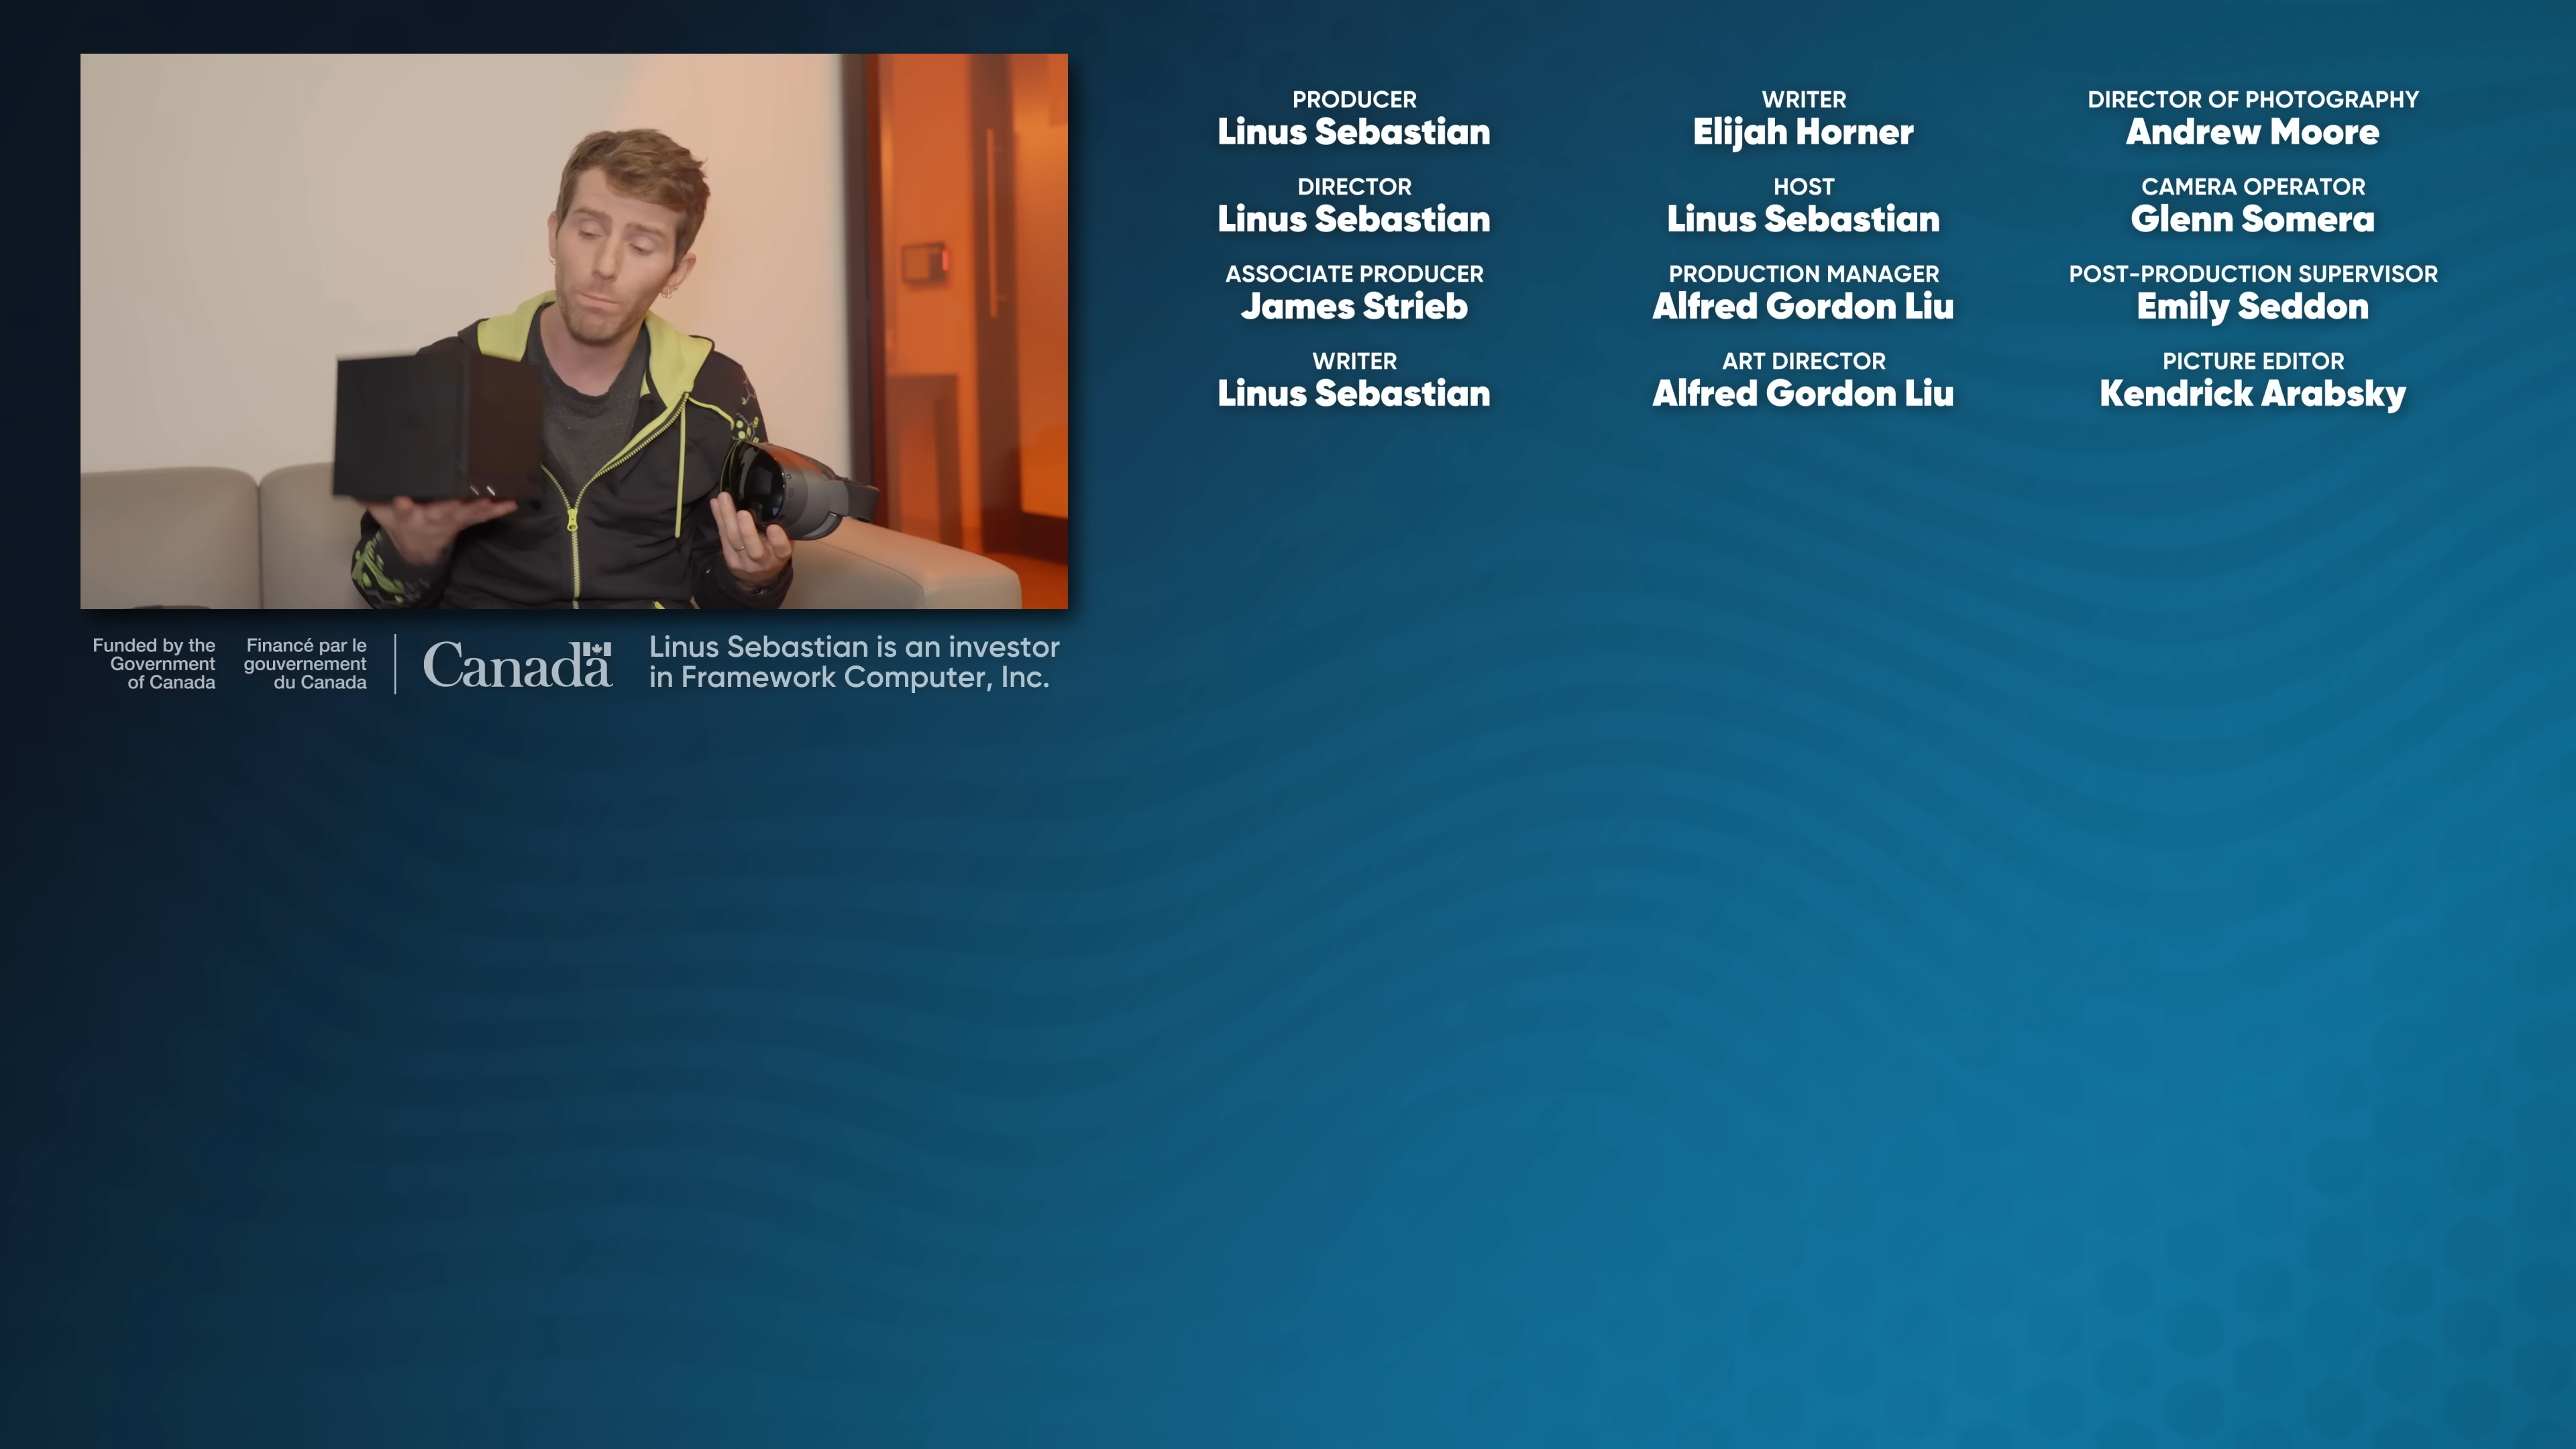 PRODUCER
Linus Sebastian
DIRECTOR
Linus Sebastian
ASSOCIATE PRODUCER
James Strieb
WRITER
Linus Sebastian
WRITER
Elijah Horner
HOST
Linus Sebastian
PRODUCTION MANAGER
Alfred Gordon Liu
ART DIRECTOR
Alfred Gordon Liu
DIRECTOR OF PHOTOGRAPHY
Andrew Moore
CAMERA OPERATOR
Glenn Somera
POST-PRODUCTION SUPERVISOR
Emily Seddon
PICTURE EDITOR
Kendrick Arabsky
Funded by the
Government
of Canada
Financé par le
gouvernement
du Canada
Canada
Linus Sebastian is an investor
in Framework Computer, Inc.